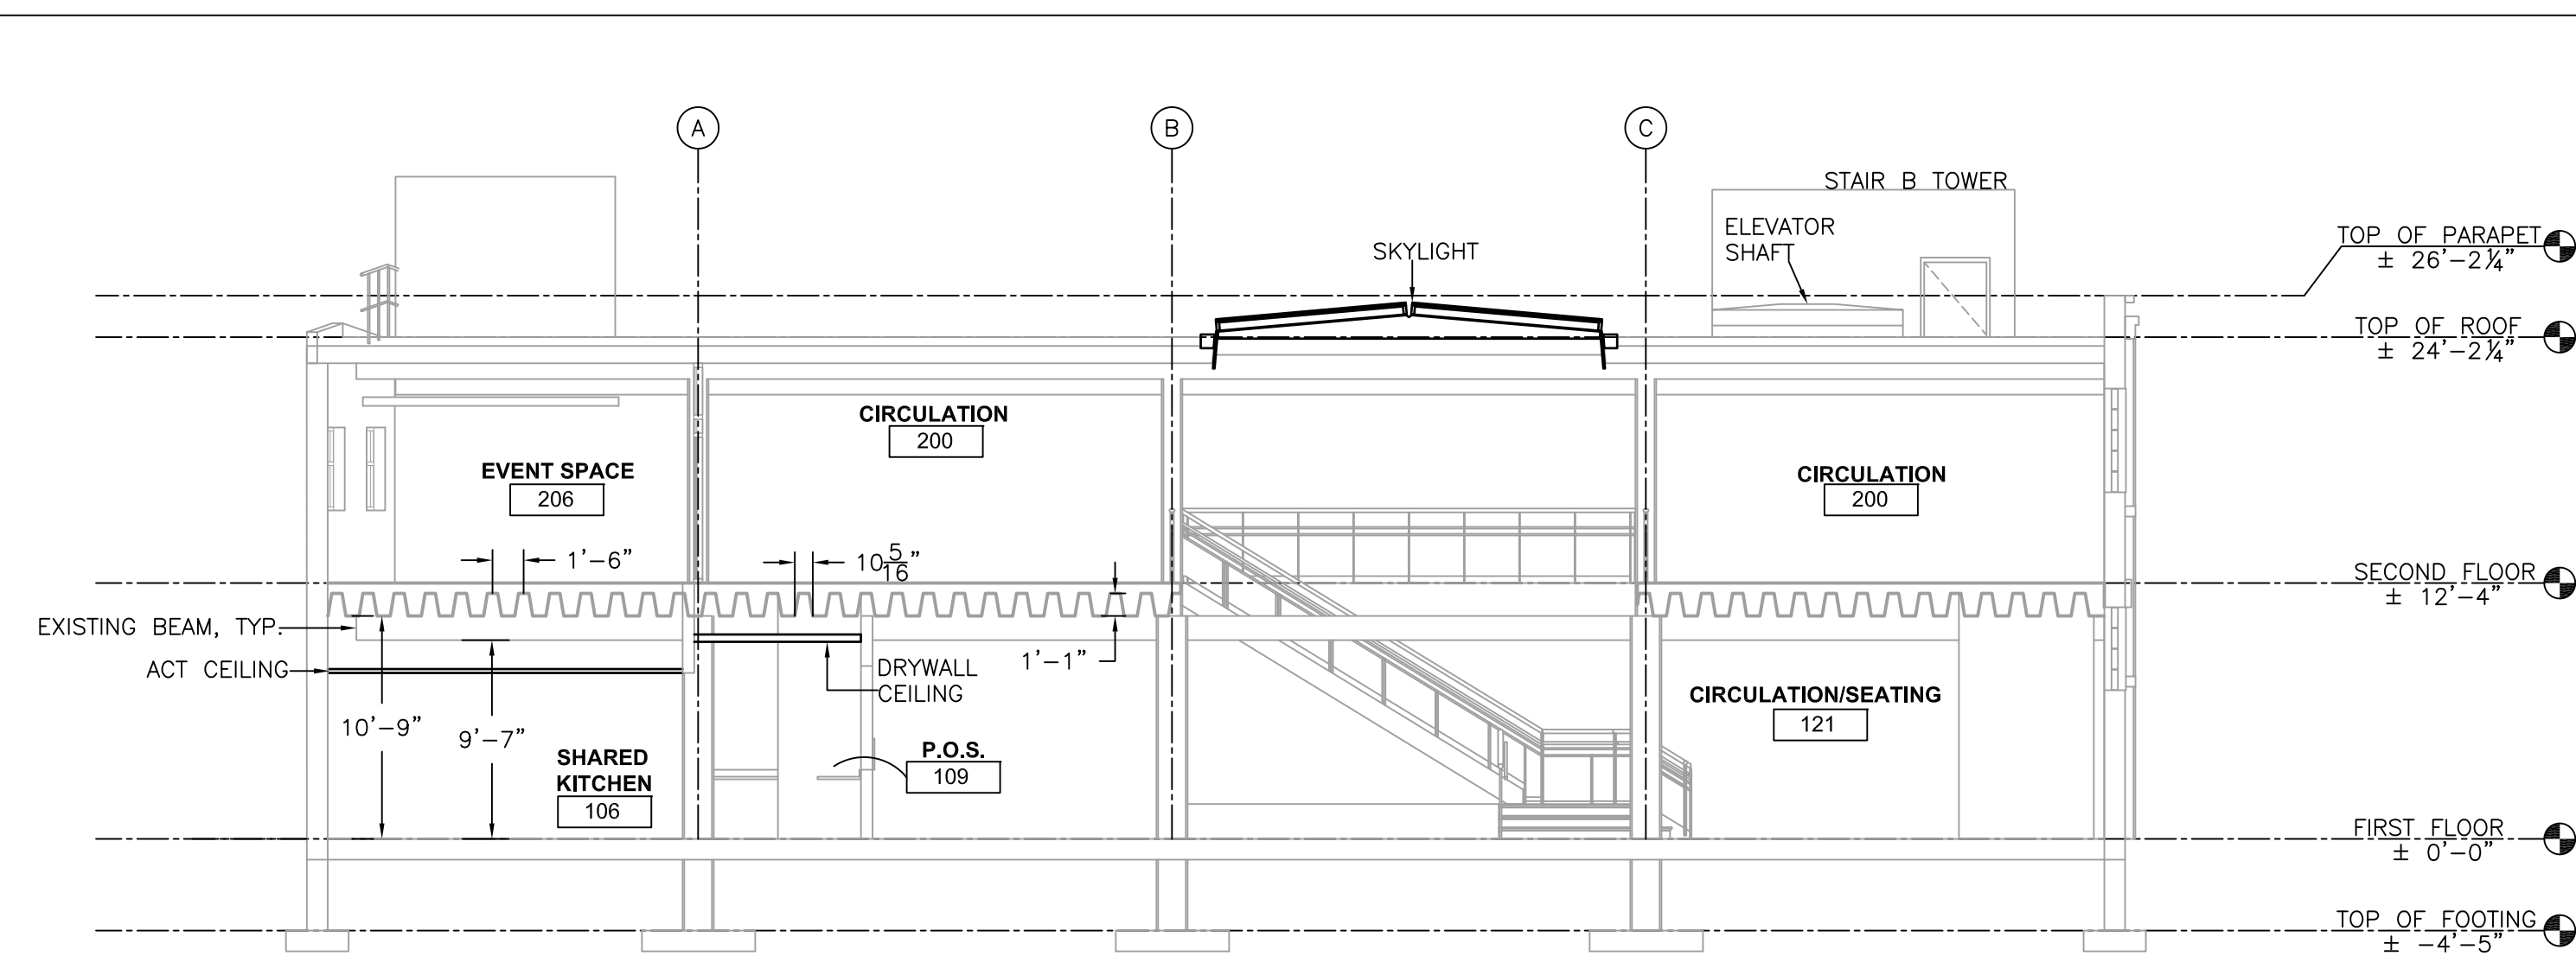 A
B
C
STAIR B TOWER
ELEVATOR
SHAFT
SKYLIGHT
TOP OF PARAPET
± 26'-2¼"
TOP OF ROOF
± 24'-2¼"
CIRCULATION
200
EVENT SPACE
206
CIRCULATION
200
1'-6"
10 5/16"
SECOND FLOOR
± 12'-4"
EXISTING BEAM, TYP.
ACT CEILING
DRYWALL
CEILING
1'-1"
10'-9"
9'-7"
CIRCULATION/SEATING
121
SHARED
KITCHEN
106
P.O.S.
109
FIRST FLOOR
± 0'-0"
TOP OF FOOTING
± -4'-5"